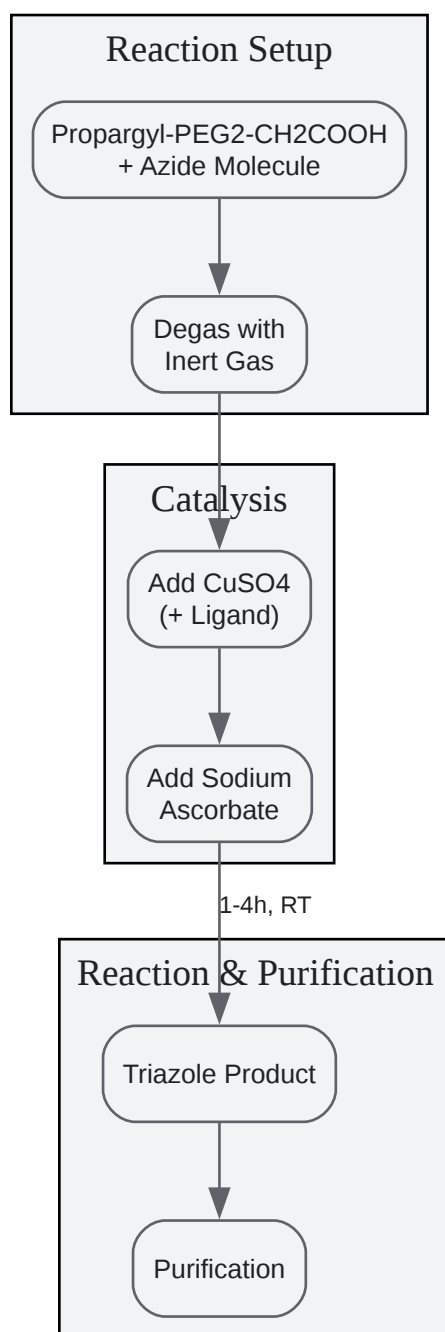 Reaction Setup
Propargyl-PEG2-CH2COOH
+ Azide Molecule
Degas with
Inert Gas
Catalysis
Add CuSO4
(+ Ligand)
Add Sodium
Ascorbate
1-4h, RT
Reaction & Purification
Triazole Product
Purification